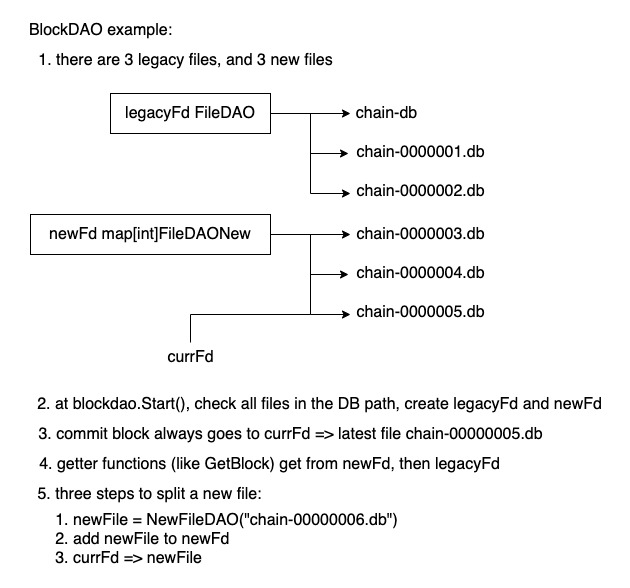 BlockDAO example:
1. there are 3 legacy files, and 3 new files
legacyFd FileDAO
chain-db
chain-0000001.db
chain-0000002.db
newFd map[int]FileDAONew
chain-0000003.db
chain-0000004.db
chain-0000005.db
currFd
2. at blockdao.Start(), check all files in the DB path, create legacyFd and newFd
3. commit block always goes to currFd => latest file chain-00000005.db
4. getter functions (like GetBlock) get from newFd, then legacyFd
5. three steps to split a new file:
1. newFile = NewFileDAO("chain-00000006.db")
2. add newFile to newFd
3. currFd => newFile